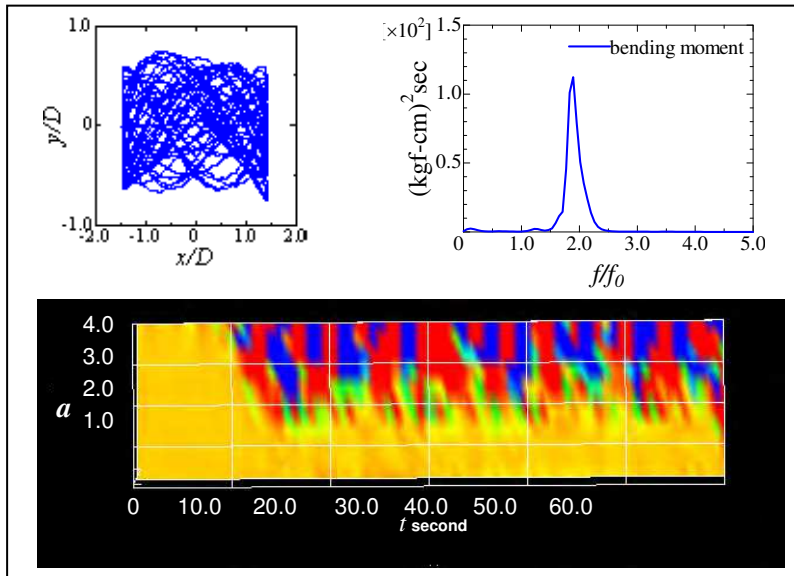 1.0
y/D
0
-1.0
-2.0 -1.0 0 1.0 2.0
x/D
[×10²]
bending moment
1.5
(kgf-cm)²sec
1.0
0.5
0 1.0 2.0 3.0 4.0 5.0
f/f₀
4.0
3.0
2.0
a
1.0
0 10.0 20.0 30.0 40.0 50.0 60.0
t second